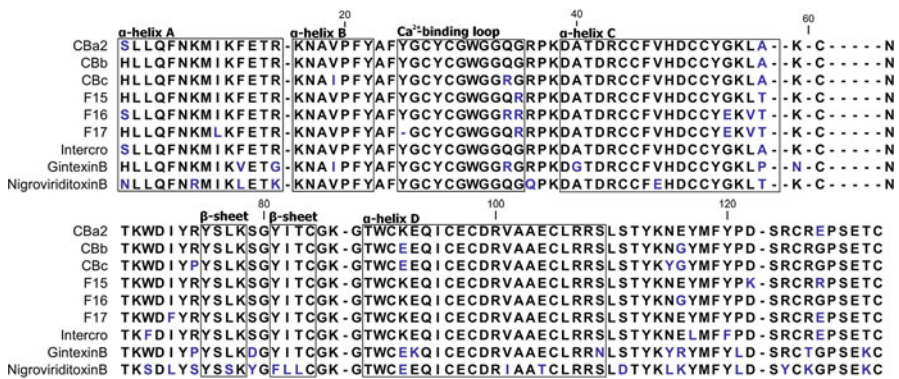 20 40 60
α-helix A α-helix B Ca²⁺-binding loop α-helix C
CBa2 SLLQFNKMIKFETR-KNAVPFYAFYGCYCGWGGQGRPKDATDRCCFVHDCCYGKLA-K-C-----N
CBb HLLQFNKMIKFETR-KNAVPFYAFYGCYCGWGGQGRPKDATDRCCFVHDCCYGKLA-K-C-----N
CBc HLLQFNKMIKFETR-KNAIPFYAFYGCYCGWGGRGRPKDATDRCCFVHDCCYGKLA-K-C-----N
F15 HLLQFNKMIKFETR-KNAVPFYAFYGCYCGWGGQRRPKDATDRCCFVHDCCYGKLT-K-C-----N
F16 SLLQFNKMIKFETR-KNAVPFYAFYGCYCGWGGRRRPKDATDRCCFVHDCCYEKVT-K-C-----N
F17 HLLQFNKLIKFETR-KNAVPFYAF-GCYCGWGGQRRPKDATDRCCFVHDCCYEKVT-K-C-----N
Intercro SLLQFNKMIKFETR-KNAVPFYAFYGCYCGWGGQGRPKDATDRCCFVHDCCYGKLA-K-C-----N
GintexinB HLLQFNKMIKVETG-KNAIPFYAFYGCYCGWGGRGRPKGATDRCCFVHDCCYGKLP-N-C-----N
NigroviriditoxinB NLLQFNRMIKLETK-KNAVPFYAFYGCYCGWGGQGQPKDATDRCCFEHDCCYGKLT-K-C-----N
80 100 120
β-sheet β-sheet α-helix D
CBa2 TKWDIYRYSLKSGYITCGK-GTWCKEQICECDRVAAECLRRSLSTYKNEYMFYPD-SRCREPSETC
CBb TKWDIYRYSLKSGYITCGK-GTWCEEQICECDRVAAECLRRSLSTYKNGYMFYPD-SRCRGPSETC
CBc TKWDIYPYSLKSGYITCGK-GTWCEEQICECDRVAAECLRRSLSTYKYGYMFYPD-SRCRGPSETC
F15 TKWDIYRYSLKSGYITCGK-GTWCKEQICECDRVAAECLRRSLSTYKNEYMFYPK-SRCRRPSETC
F16 TKWDIYRYSLKSGYITCGK-GTWCKEQICECDRVAAECLRRSLSTYKNGYMFYPD-SRCRGPSETC
F17 TKWDFYRYSLKSGYITCGK-GTWCKEQICECDRVAAECLRRSLSTYKNEYMFYPD-SRCREPSETC
Intercro TKFDIYRYSLKSGYITCGK-GTWCKEQICECDRVAAECLRRSLSTYKNELMFFPD-SRCREPSETC
GintexinB TKWDIYPYSLKDGYITCGK-GTWCEKQICECDRVAAECLRRNLSTYKYRYMFYLD-SRCTGPSEKC
NigroviriditoxinB TKSDLYSYSSKYGFLLCGK-GTWCEEQICECDRIAATCLRRSLDTYKLKYMFYLD-SYCKGPSEKC